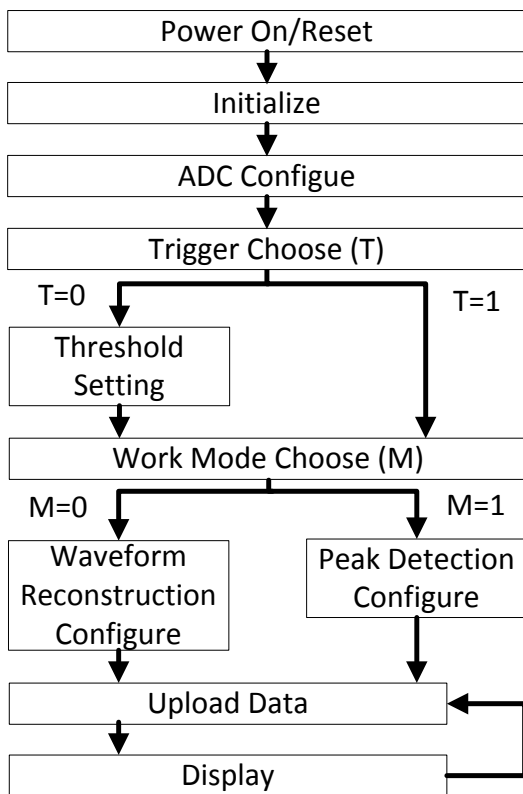 Power On/Reset
Initialize
ADC Configue
Trigger Choose (T)
T=0
T=1
Threshold
Setting
Work Mode Choose (M)
M=0
M=1
Waveform
Reconstruction
Configure
Peak Detection
Configure
Upload Data
Display